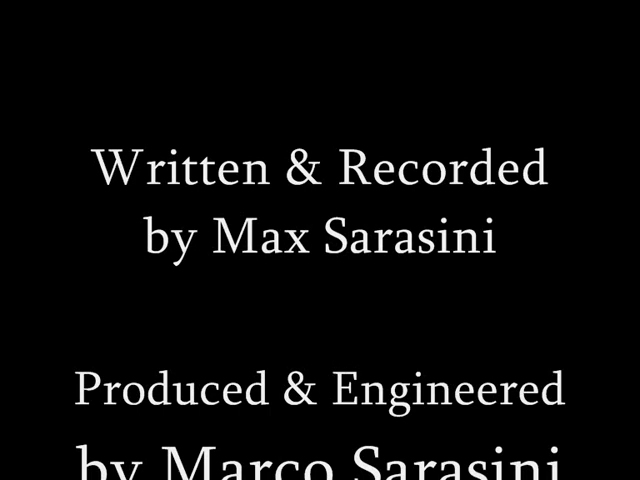 Written & Recorded
by Max Sarasini
Produced & Engineered
by Marco Sarasini